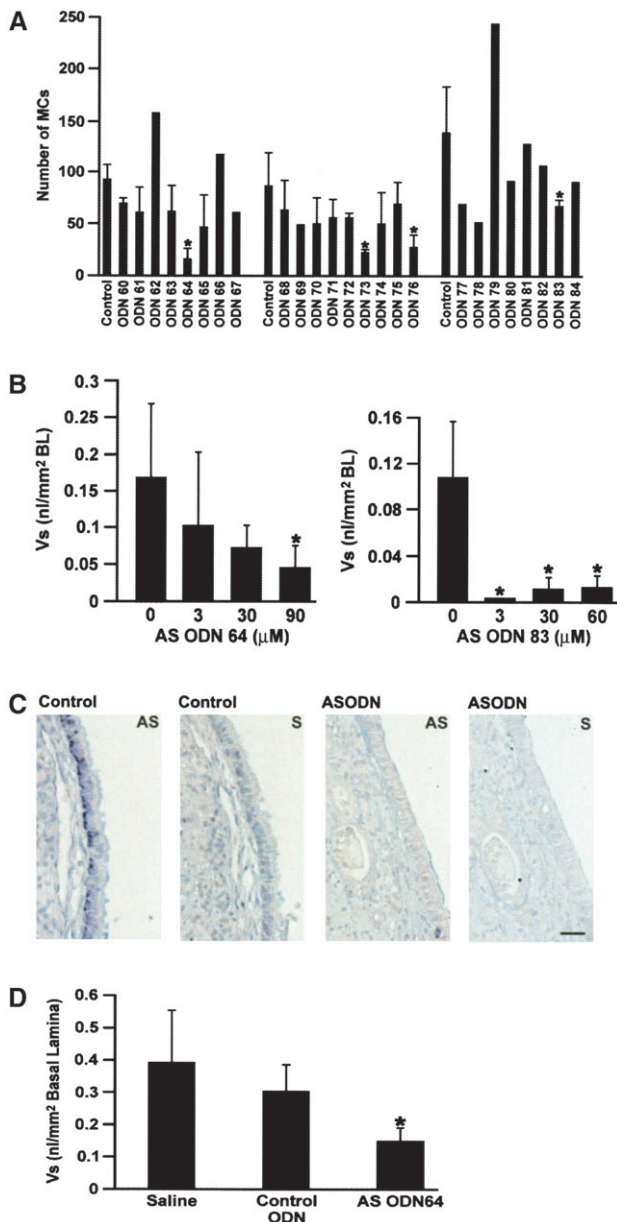 A
Number of MCs
250
200
150
100
50
0
Control
ODN 60
ODN 61
ODN 62
ODN 63
ODN 64
ODN 65
ODN 66
ODN 67
Control
ODN 68
ODN 69
ODN 70
ODN 71
ODN 72
ODN 73
ODN 74
ODN 75
ODN 76
Control
ODN 77
ODN 78
ODN 79
ODN 80
ODN 81
ODN 82
ODN 83
ODN 84
*
*
*
*
B
Vs (nl/mm² BL)
0.3
0.25
0.2
0.15
0.1
0.05
0
*
0 3 30 90
AS ODN 64 (µM)
Vs (nl/mm² BL)
0.16
0.12
0.08
0.04
0
* * *
0 3 30 60
AS ODN 83 (µM)
C
Control
AS
Control
S
ASODN
AS
ASODN
S
D
Vs (nl/mm² Basal Lamina)
0.6
0.5
0.4
0.3
0.2
0.1
0
*
Saline
Control
ODN
AS ODN64